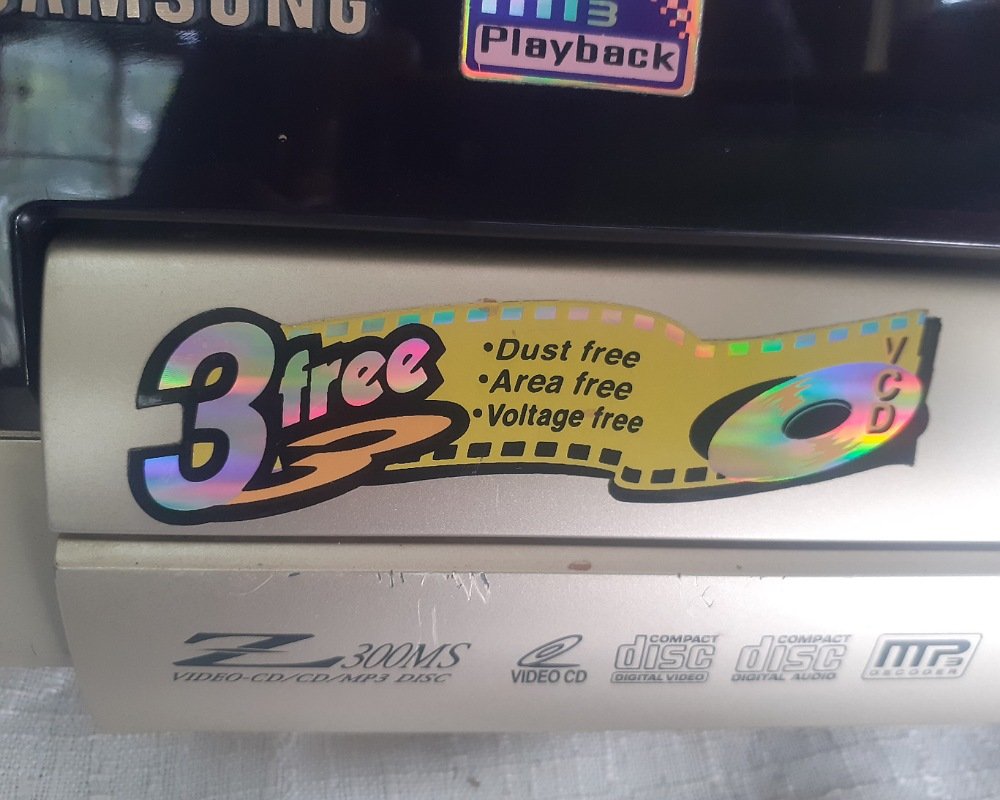 SAMSUNG
MP3
Playback
3 free
•Dust free
•Area free
•Voltage free
VCD
Z 300MS
VIDEO-CD/CD/MP3 DISC
VIDEO CD
COMPACT
disc
DIGITAL VIDEO
COMPACT
disc
DIGITAL AUDIO
MP3
DECODER